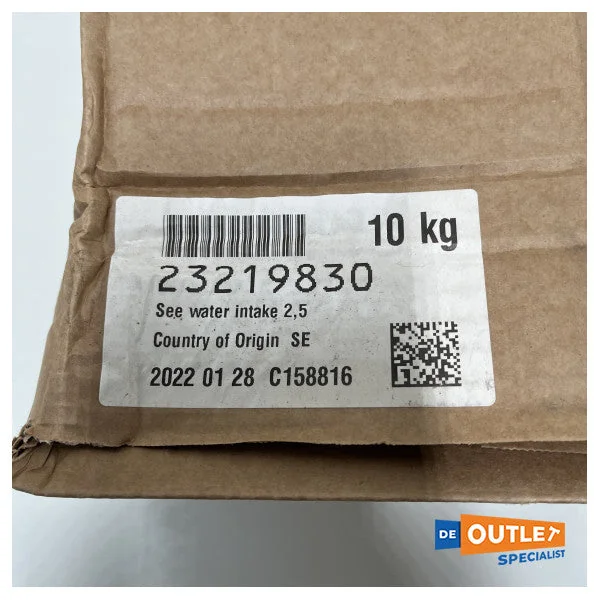 10 kg
23219830
See water intake 2,5
Country of Origin SE
2022 01 28 C158816
DE OUTLET
SPECIALIST